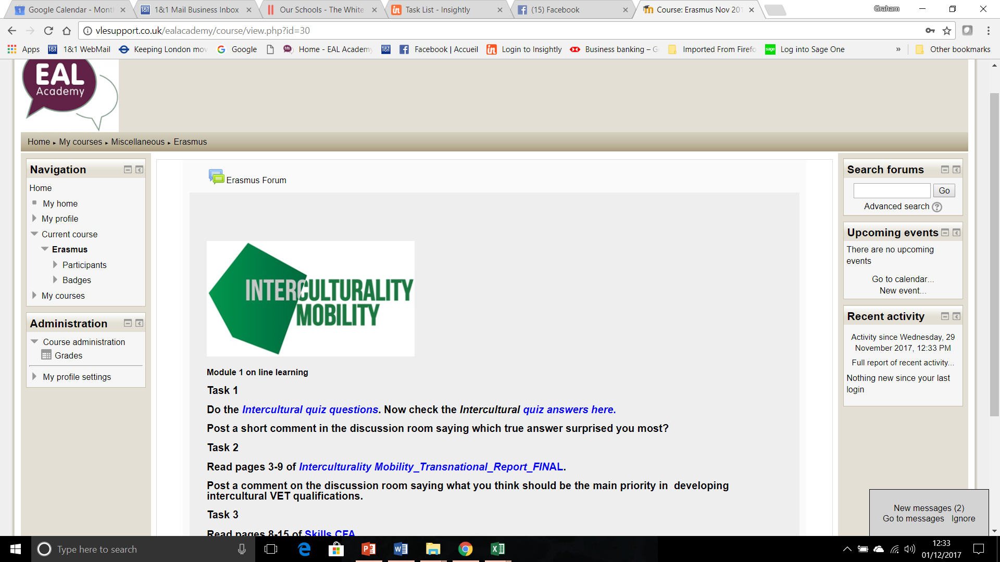 Google Calendar - Mont
1&1 Mail Business Inbox
Our Schools - The White
Task List - Insightly
(15) Facebook
Course: Erasmus Nov 201
Graham
vlesupport.co.uk/ealacademy/course/view.php?id=30
Apps
1&1 WebMail
Keeping London mov
Google
Home - EAL Academy
Facebook | Accueil
Login to Insightly
Business banking – G
Imported From Firefo
Log into Sage One
»
Other bookmarks
EAL
Academy
Home ▸ My courses ▸ Miscellaneous ▸ Erasmus
Navigation
Home
My home
My profile
Current course
Erasmus
Participants
Badges
My courses
Administration
Course administration
Grades
My profile settings
Erasmus Forum
INTERCULTURALITY
MOBILITY
Module 1 on line learning
Task 1
Do the Intercultural quiz questions. Now check the Intercultural quiz answers here.
Post a short comment in the discussion room saying which true answer surprised you most?
Task 2
Read pages 3-9 of Interculturality Mobility_Transnational_Report_FINAL.
Post a comment on the discussion room saying what you think should be the main priority in  developing
intercultural VET qualifications.
Task 3
Read pages 8-15 of Skills CFA
Search forums
Go
Advanced search
Upcoming events
There are no upcoming
events
Go to calendar...
New event...
Recent activity
Activity since Wednesday, 29
November 2017, 12:33 PM
Full report of recent activity...
Nothing new since your last
login
New messages (2)
Go to messages Ignore
Type here to search
12:33
01/12/2017